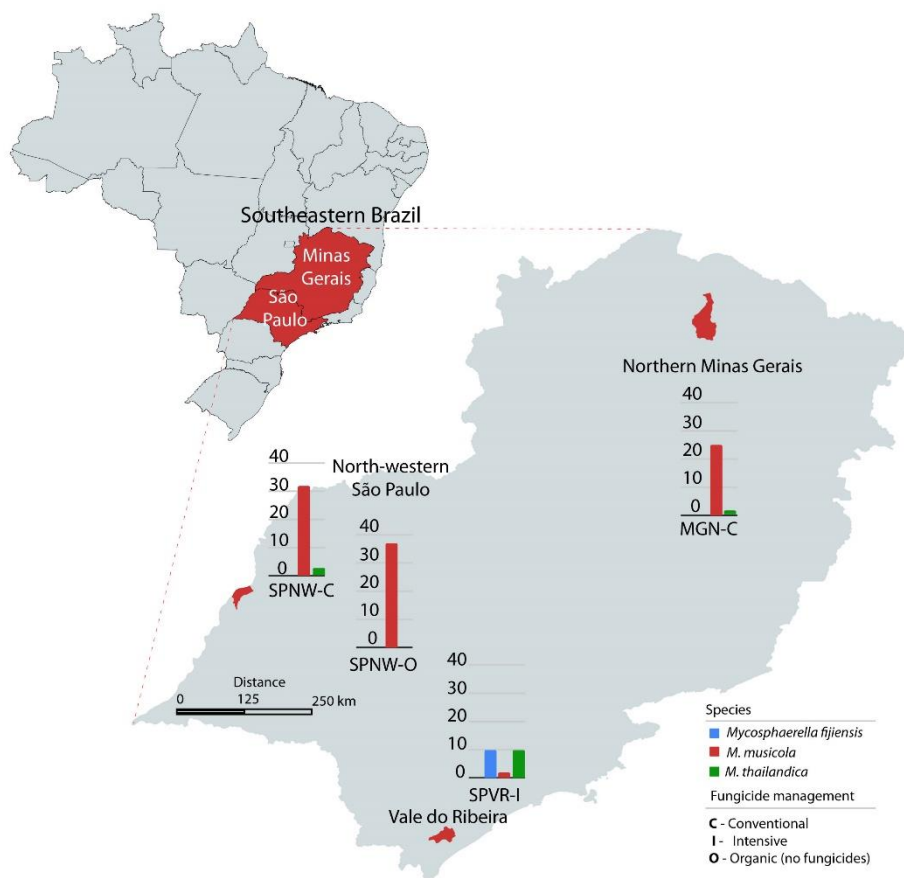 Southeastern Brazil
Minas
Gerais
São
Paulo
Northern Minas Gerais
40
30
20
10
0
MGN-C
North-western
São Paulo
40
30
20
10
0
SPNW-C
40
30
20
10
0
SPNW-O
Distance
0 125 250 km
40
30
20
10
0
SPVR-I
Vale do Ribeira
Species
Mycosphaerella fijiensis
M. musicola
M. thailandica
Fungicide management
C - Conventional
I - Intensive
O - Organic (no fungicides)